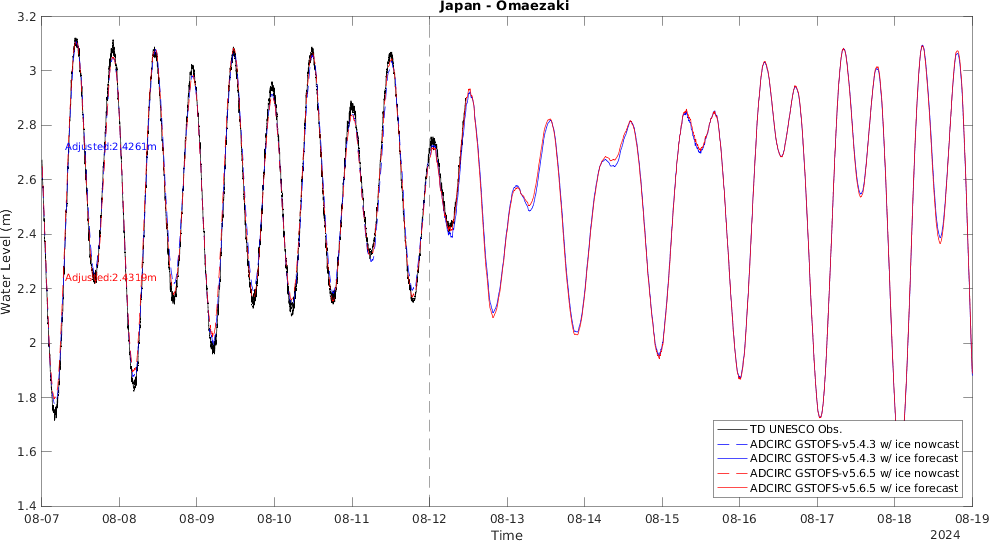 Japan - Omaezaki
Water Level (m)
3.2
3
2.8
2.6
2.4
2.2
2
1.8
1.6
1.4
Adjusted:2.4261m
Adjusted:2.4319m
TD UNESCO Obs.
ADCIRC GSTOFS-v5.4.3 w/ ice nowcast
ADCIRC GSTOFS-v5.4.3 w/ ice forecast
ADCIRC GSTOFS-v5.6.5 w/ ice nowcast
ADCIRC GSTOFS-v5.6.5 w/ ice forecast
08-07 08-08 08-09 08-10 08-11 08-12 08-13 08-14 08-15 08-16 08-17 08-18 08-19
Time
2024